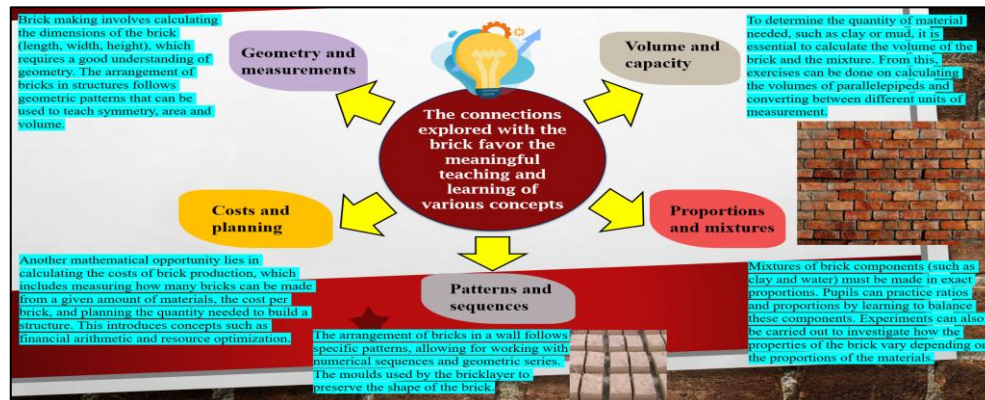 Brick making involves calculating
the dimensions of the brick
(length, width, height), which
requires a good understanding of
geometry. The arrangement of
bricks in structures follows
geometric patterns that can be
used to teach symmetry, area and
volume.
Geometry and
measurements
Volume and
capacity
To determine the quantity of material
needed, such as clay or mud, it is
essential to calculate the volume of the
brick and the mixture. From this,
exercises can be done on calculating
the volumes of parallelepipeds and
converting between different units of
measurement.
The connections
explored with the
brick favor the
meaningful
teaching and
learning of
various concepts
Costs and
planning
Proportions
and mixtures
Another mathematical opportunity lies in
calculating the costs of brick production, which
includes measuring how many bricks can be made
from a given amount of materials, the cost per
brick, and planning the quantity needed to build a
structure. This introduces concepts such as
financial arithmetic and resource optimization.
Patterns and
sequences
The arrangement of bricks in a wall follows
specific patterns, allowing for working with
numerical sequences and geometric series.
The moulds used by the bricklayer to
preserve the shape of the brick.
Mixtures of brick components (such as
clay and water) must be made in exact
proportions. Pupils can practice ratios
and proportions by learning to balance
these components. Experiments can also
be carried out to investigate how the
properties of the brick vary depending on
the proportions of the materials.